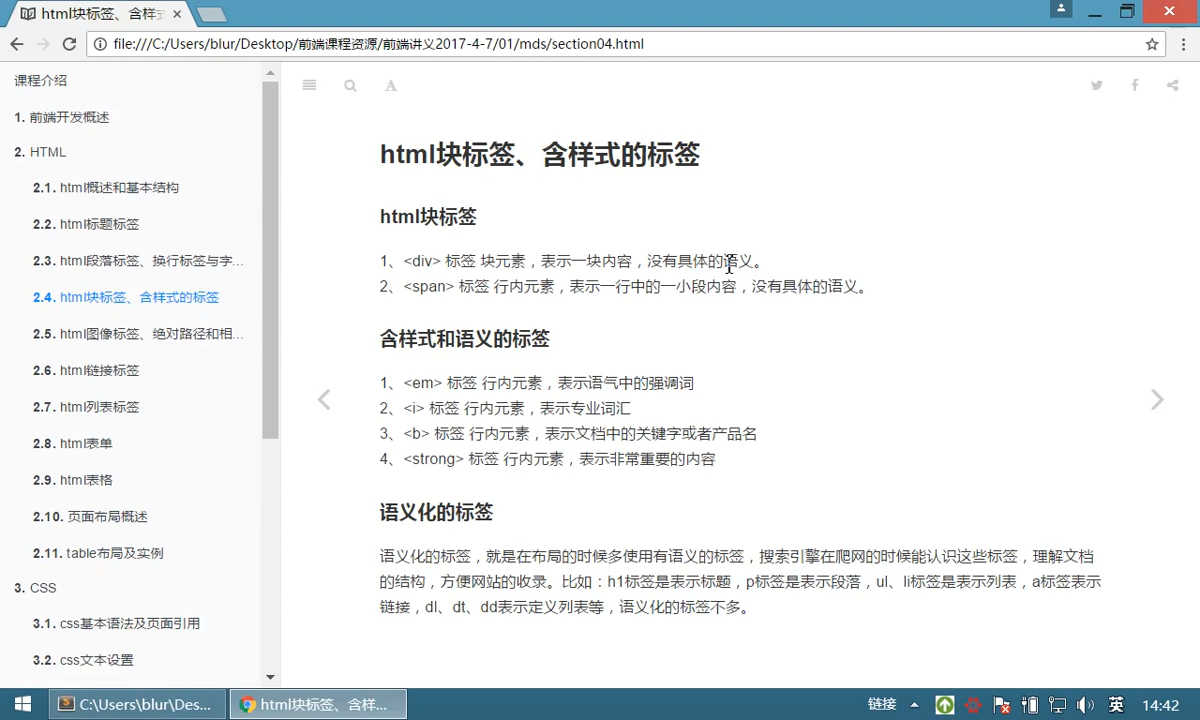 html块标签、含样式
file:///C:/Users/blur/Desktop/前端课程资源/前端讲义2017-4-7/01/mds/section04.html
课程介绍
1. 前端开发概述
2. HTML
2.1. html概述和基本结构
2.2. html标题标签
2.3. html段落标签、换行标签与字...
2.4. html块标签、含样式的标签
2.5. html图像标签、绝对路径和相...
2.6. html链接标签
2.7. html列表标签
2.8. html表单
2.9. html表格
2.10. 页面布局概述
2.11. table布局及实例
3. CSS
3.1. css基本语法及页面引用
3.2. css文本设置
A
html块标签、含样式的标签
html块标签
1、<div> 标签 块元素，表示一块内容，没有具体的语义。
2、<span> 标签 行内元素，表示一行中的一小段内容，没有具体的语义。
含样式和语义的标签
1、<em> 标签 行内元素，表示语气中的强调词
2、<i> 标签 行内元素，表示专业词汇
3、<b> 标签 行内元素，表示文档中的关键字或者产品名
4、<strong> 标签 行内元素，表示非常重要的内容
语义化的标签
语义化的标签，就是在布局的时候多使用有语义的标签，搜索引擎在爬网的时候能认识这些标签，理解文档
的结构，方便网站的收录。比如：h1标签是表示标题，p标签是表示段落，ul、li标签是表示列表，a标签表示
链接，dl、dt、dd表示定义列表等，语义化的标签不多。
C:\Users\blur\Des...
html块标签、含样...
链接
英
14:42